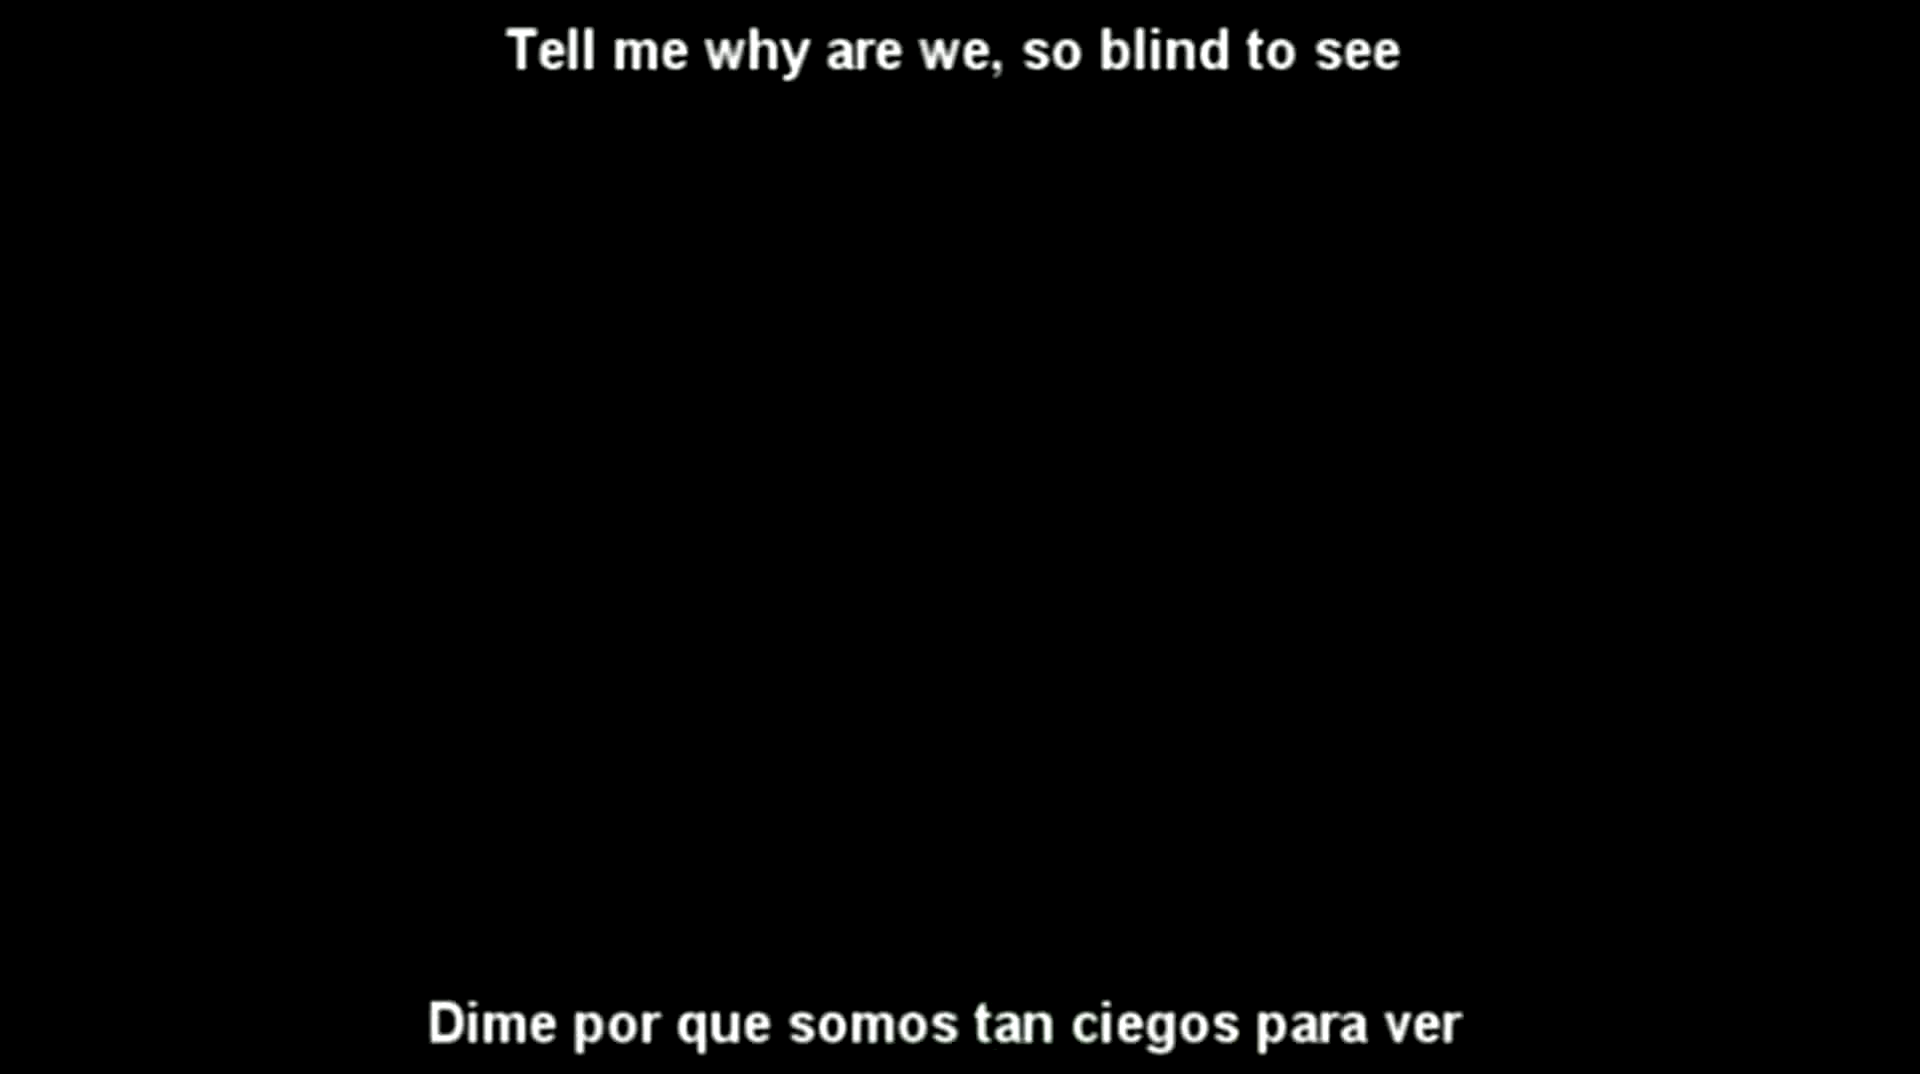 Tell me why are we, so blind to see
Dime por que somos tan ciegos para ver